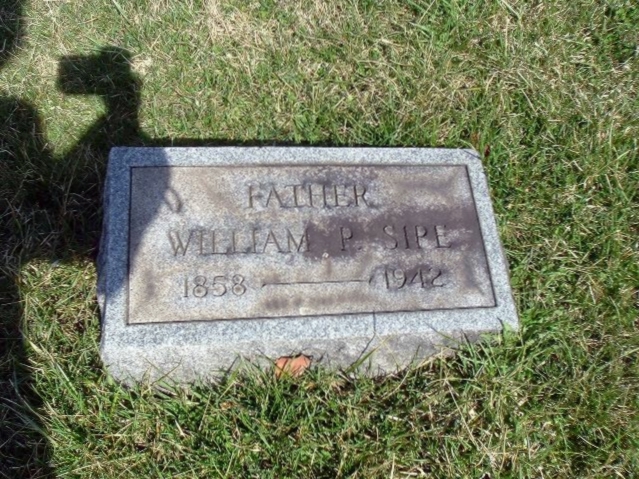 FATHER
WILLIAM P. SIPE
1858 — 1942